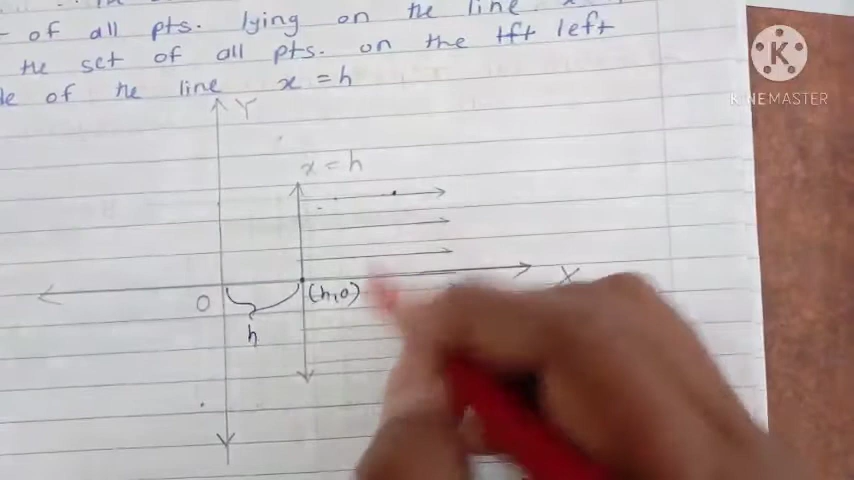 of all pts. lying on the line
the set of all pts. on the tft left
of the line x = h
Y
x = h
X
O
(h,0)
h
K
KINEMASTER